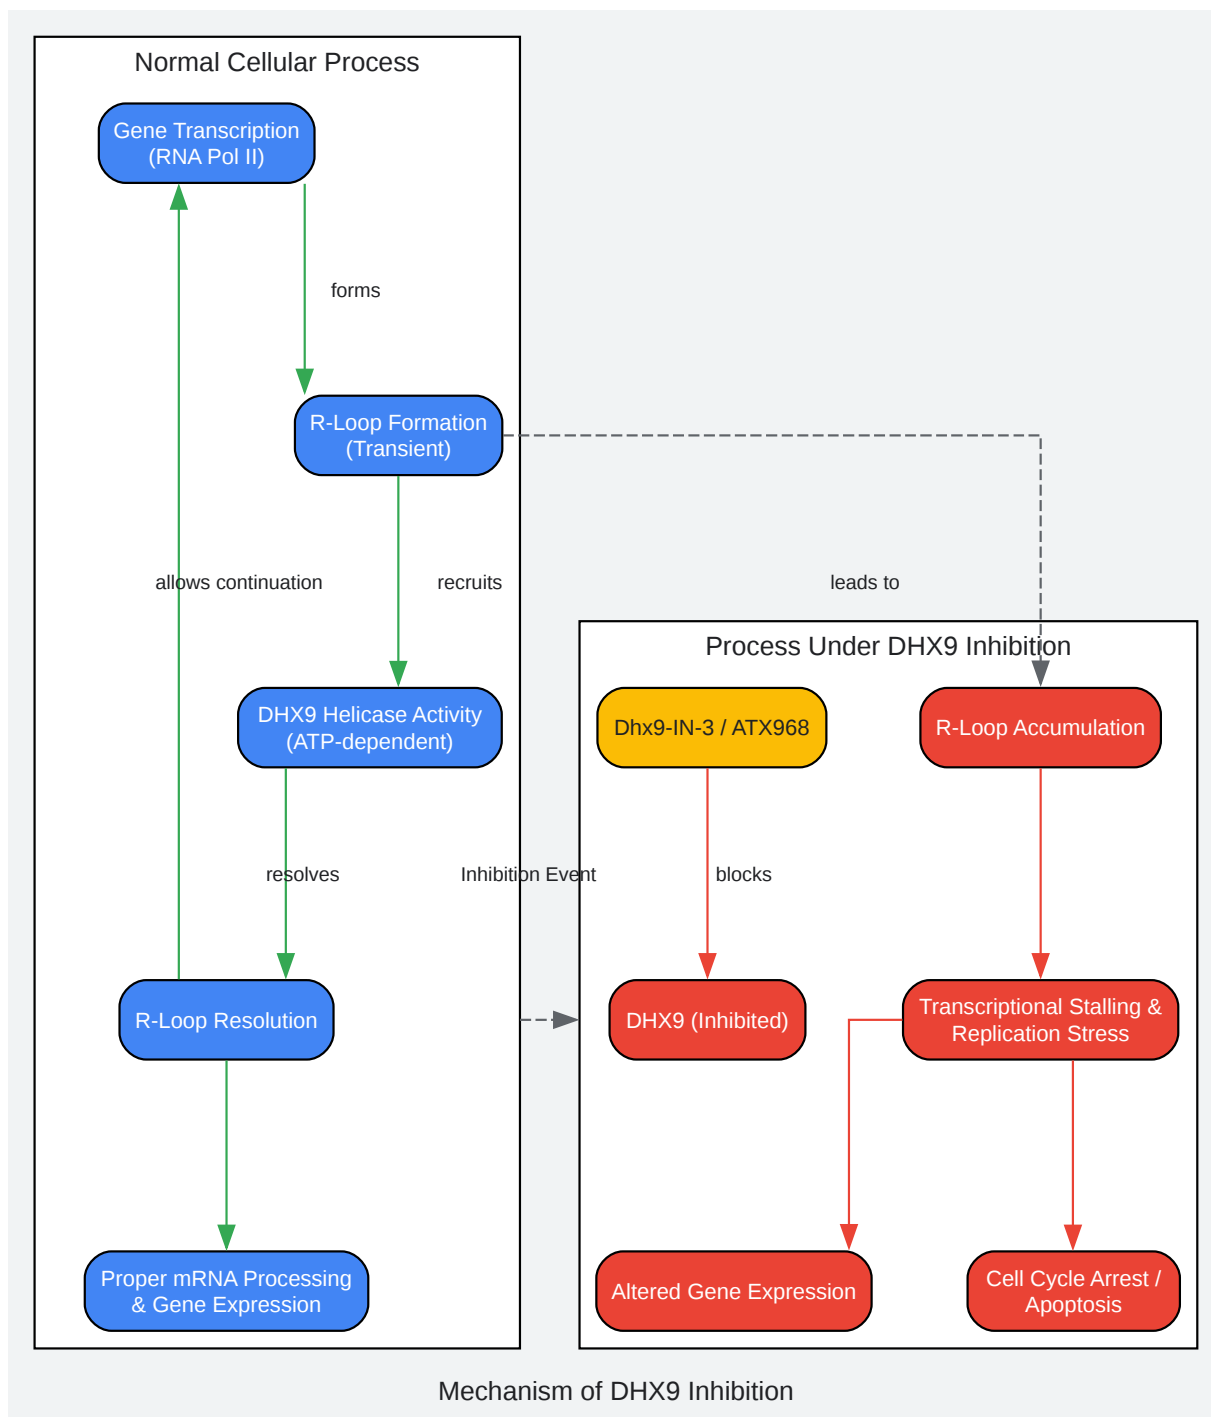 Normal Cellular Process
Gene Transcription
(RNA Pol II)
forms
R-Loop Formation
(Transient)
allows continuation
recruits
leads to
DHX9 Helicase Activity
(ATP-dependent)
resolves
Inhibition Event
R-Loop Resolution
Proper mRNA Processing
& Gene Expression
Process Under DHX9 Inhibition
Dhx9-IN-3 / ATX968
R-Loop Accumulation
blocks
DHX9 (Inhibited)
Transcriptional Stalling &
Replication Stress
Altered Gene Expression
Cell Cycle Arrest /
Apoptosis
Mechanism of DHX9 Inhibition